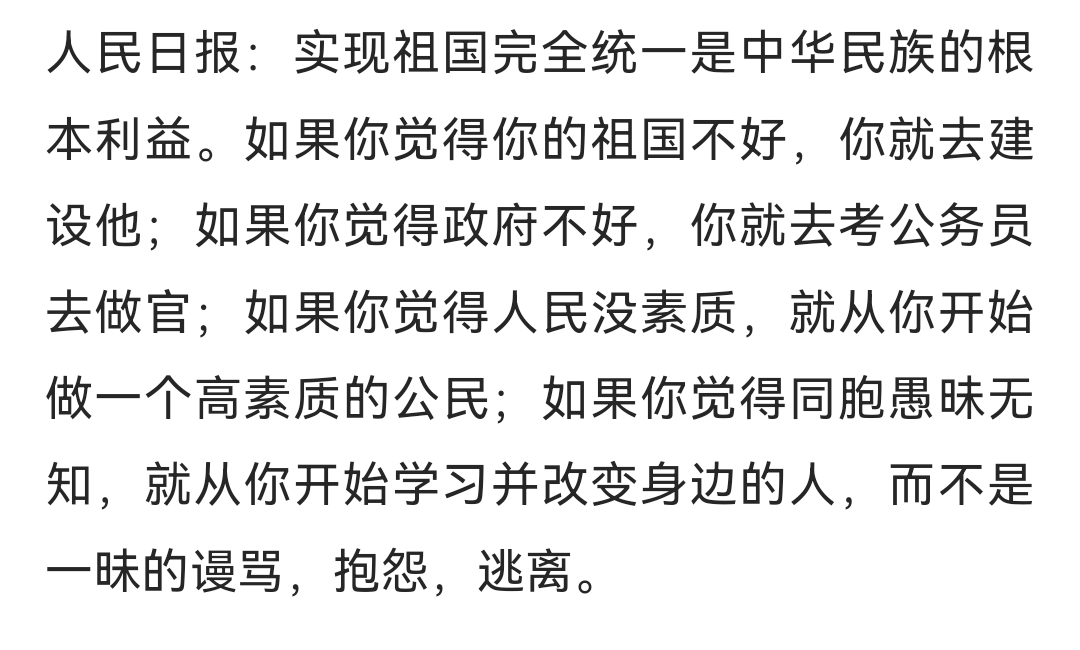 人民日报：实现祖国完全统一是中华民族的根
本利益。如果你觉得你的祖国不好，你就去建
设他；如果你觉得政府不好，你就去考公务员
去做官；如果你觉得人民没素质，就从你开始
做一个高素质的公民；如果你觉得同胞愚昧无
知，就从你开始学习并改变身边的人，而不是
一昧的谩骂，抱怨，逃离。